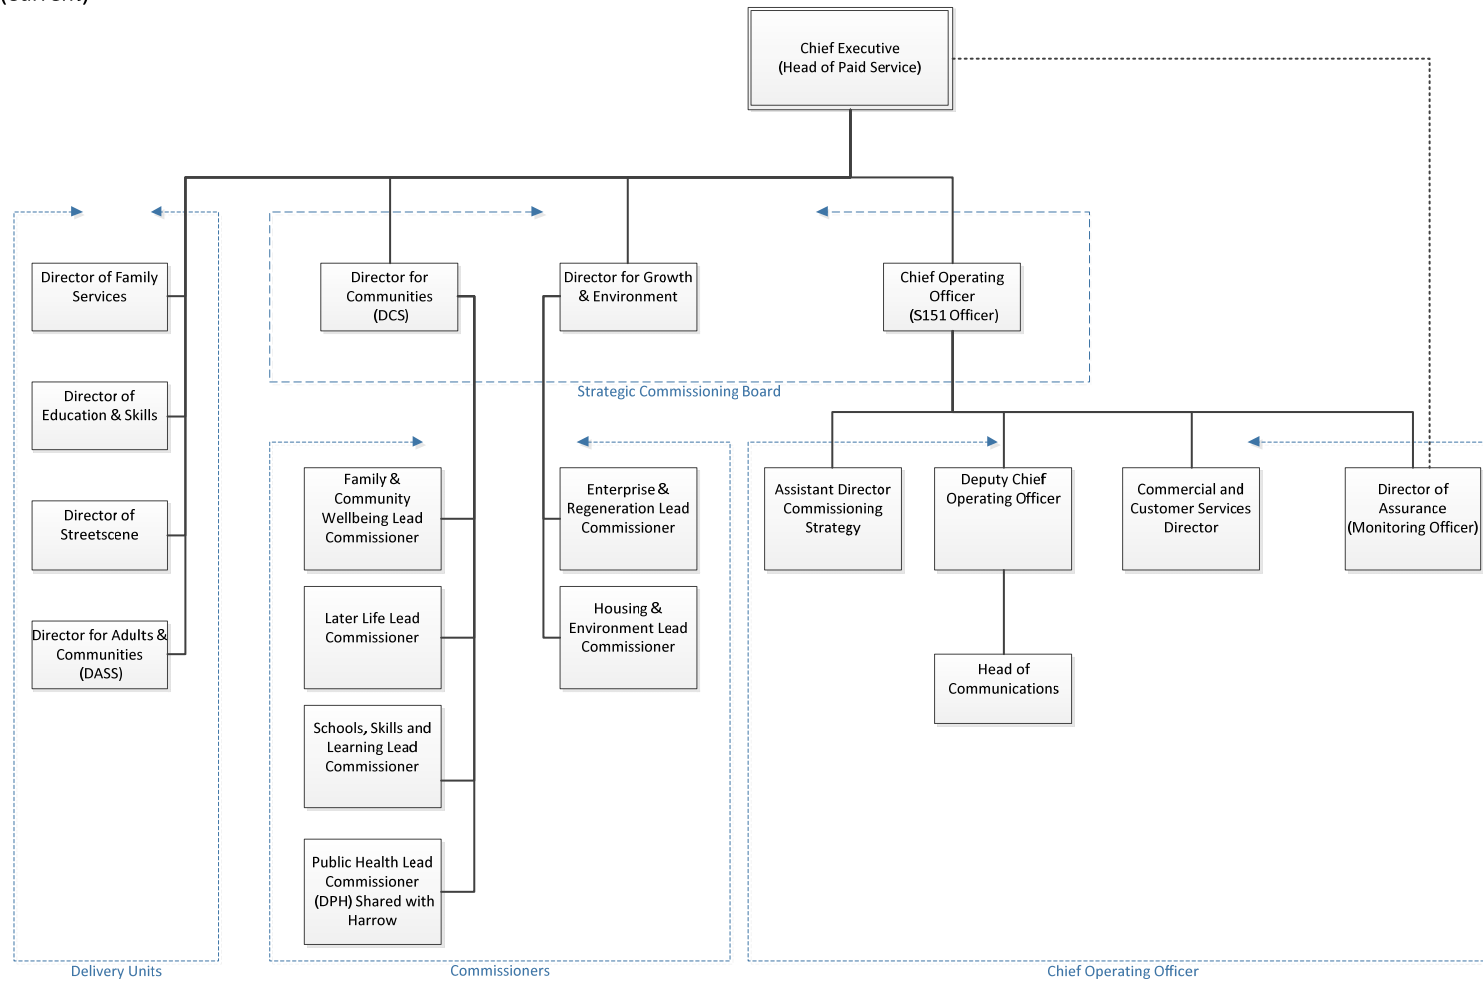 (Current)
Chief Executive
(Head of Paid Service)
Director of Family
Services
Director of
Education & Skills
Director of
Streetscene
Director for Adults &
Communities
(DASS)
Delivery Units
Director for
Communities
(DCS)
Director for Growth
& Environment
Chief Operating
Officer
(S151 Officer)
Strategic Commissioning Board
Family &
Community
Wellbeing Lead
Commissioner
Later Life Lead
Commissioner
Schools, Skills and
Learning Lead
Commissioner
Public Health Lead
Commissioner
(DPH) Shared with
Harrow
Enterprise &
Regeneration Lead
Commissioner
Housing &
Environment Lead
Commissioner
Commissioners
Assistant Director
Commissioning
Strategy
Deputy Chief
Operating Officer
Head of
Communications
Commercial and
Customer Services
Director
Director of
Assurance
(Monitoring Officer)
Chief Operating Officer